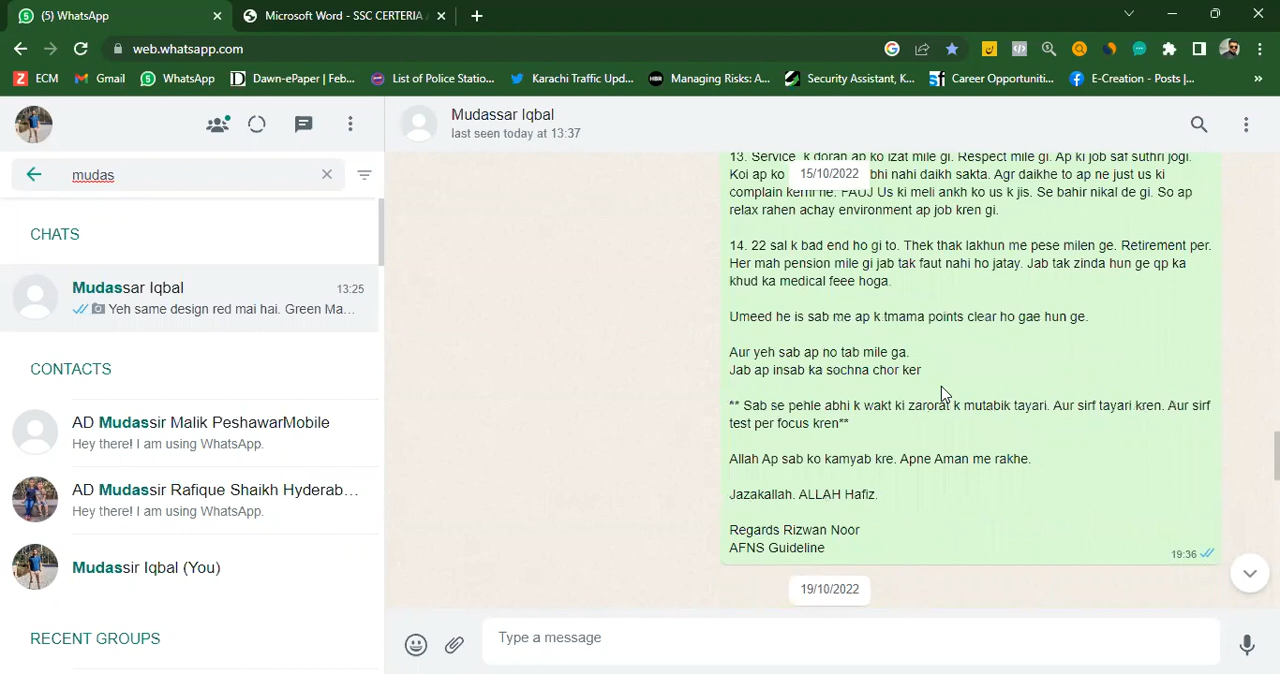 (5) WhatsApp
Microsoft Word - SSC CERTERIA
web.whatsapp.com
ECM
Gmail
WhatsApp
Dawn-ePaper | Feb...
List of Police Statio...
Karachi Traffic Upd...
Managing Risks: A...
Security Assistant, K...
Career Opportuniti...
E-Creation - Posts |...
mudas
CHATS
Mudassar Iqbal
13:25
Yeh same design red mai hai. Green Ma...
CONTACTS
AD Mudassir Malik PeshawarMobile
Hey there! I am using WhatsApp.
AD Mudassir Rafique Shaikh Hyderab...
Hey there! I am using WhatsApp.
Mudassir Iqbal (You)
RECENT GROUPS
Mudassar Iqbal
last seen today at 13:37
15/10/2022
13. Service k doran ap ko izat mile gi. Respect mile gi. Ap ki job saf suthri jogi.
Koi ap ko bhi nahi daikh sakta. Agr daikhe to ap ne just us ki
complain kerni he. FAUJ Us ki meli ankh ko us k jis. Se bahir nikal de gi. So ap
relax rahen achay environment ap job kren gi.
14. 22 sal k bad end ho gi to. Thek thak lakhun me pese milen ge. Retirement per.
Her mah pension mile gi jab tak faut nahi ho jatay. Jab tak zinda hun ge qp ka
khud ka medical feee hoga.
Umeed he is sab me ap k tmama points clear ho gae hun ge.
Aur yeh sab ap no tab mile ga.
Jab ap insab ka sochna chor ker
** Sab se pehle abhi k wakt ki zarorat k mutabik tayari. Aur sirf tayari kren. Aur sirf
test per focus kren**
Allah Ap sab ko kamyab kre. Apne Aman me rakhe.
Jazakallah. ALLAH Hafiz.
Regards Rizwan Noor
AFNS Guideline
19:36
19/10/2022
Type a message